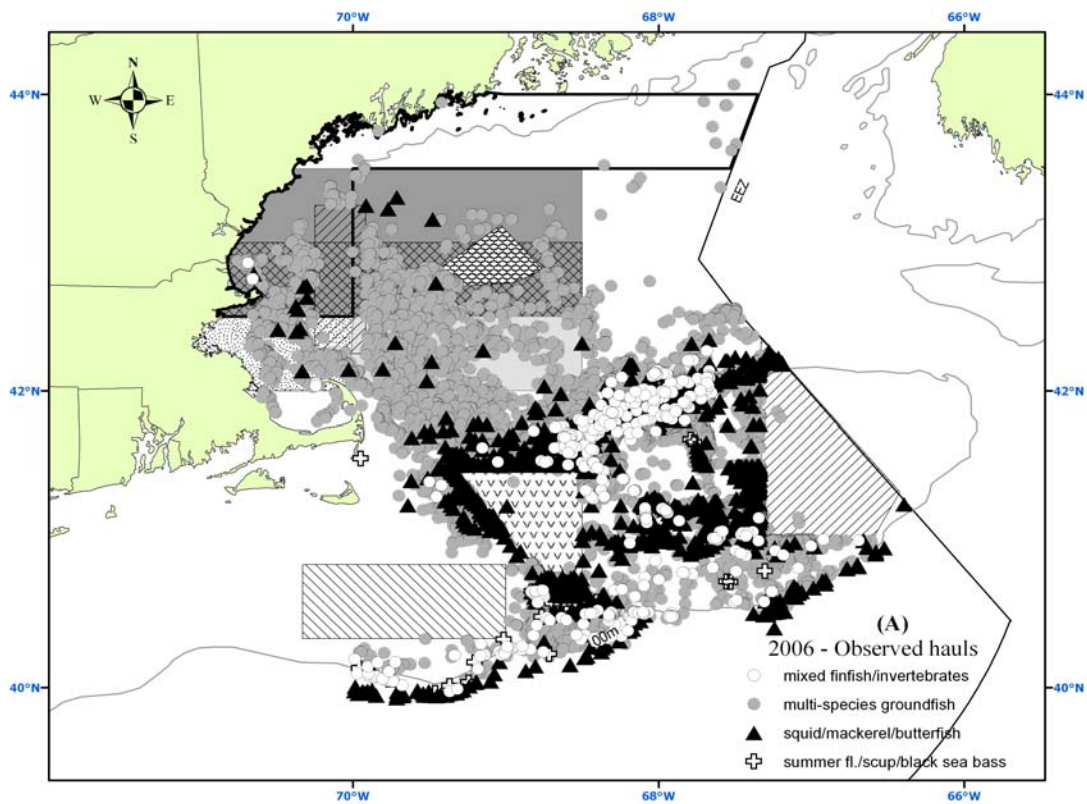 70°W 68°W 66°W
44°N 44°N
N
W E
S
EEZ
42°N 42°N
100m
(A)
2006 - Observed hauls
mixed finfish/invertebrates
40°N 40°N
multi-species groundfish
squid/mackerel/butterfish
summer fl./scup/black sea bass
70°W 68°W 66°W